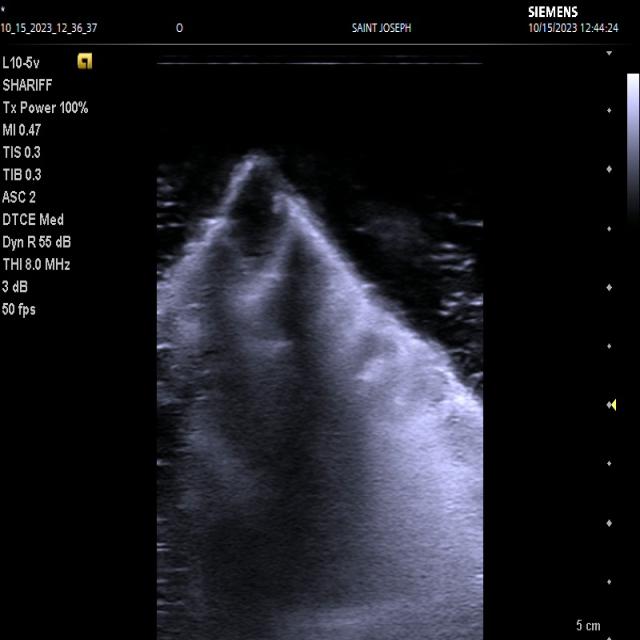 SIEMENS
10_15_2023_12_36_37 O SAINT JOSEPH 10/15/2023 12:44:24
L10-5v
SHARIFF
Tx Power 100%
MI 0.47
TIS 0.3
TIB 0.3
ASC 2
DTCE Med
Dyn R 55 dB
THI 8.0 MHz
3 dB
50 fps
5 cm